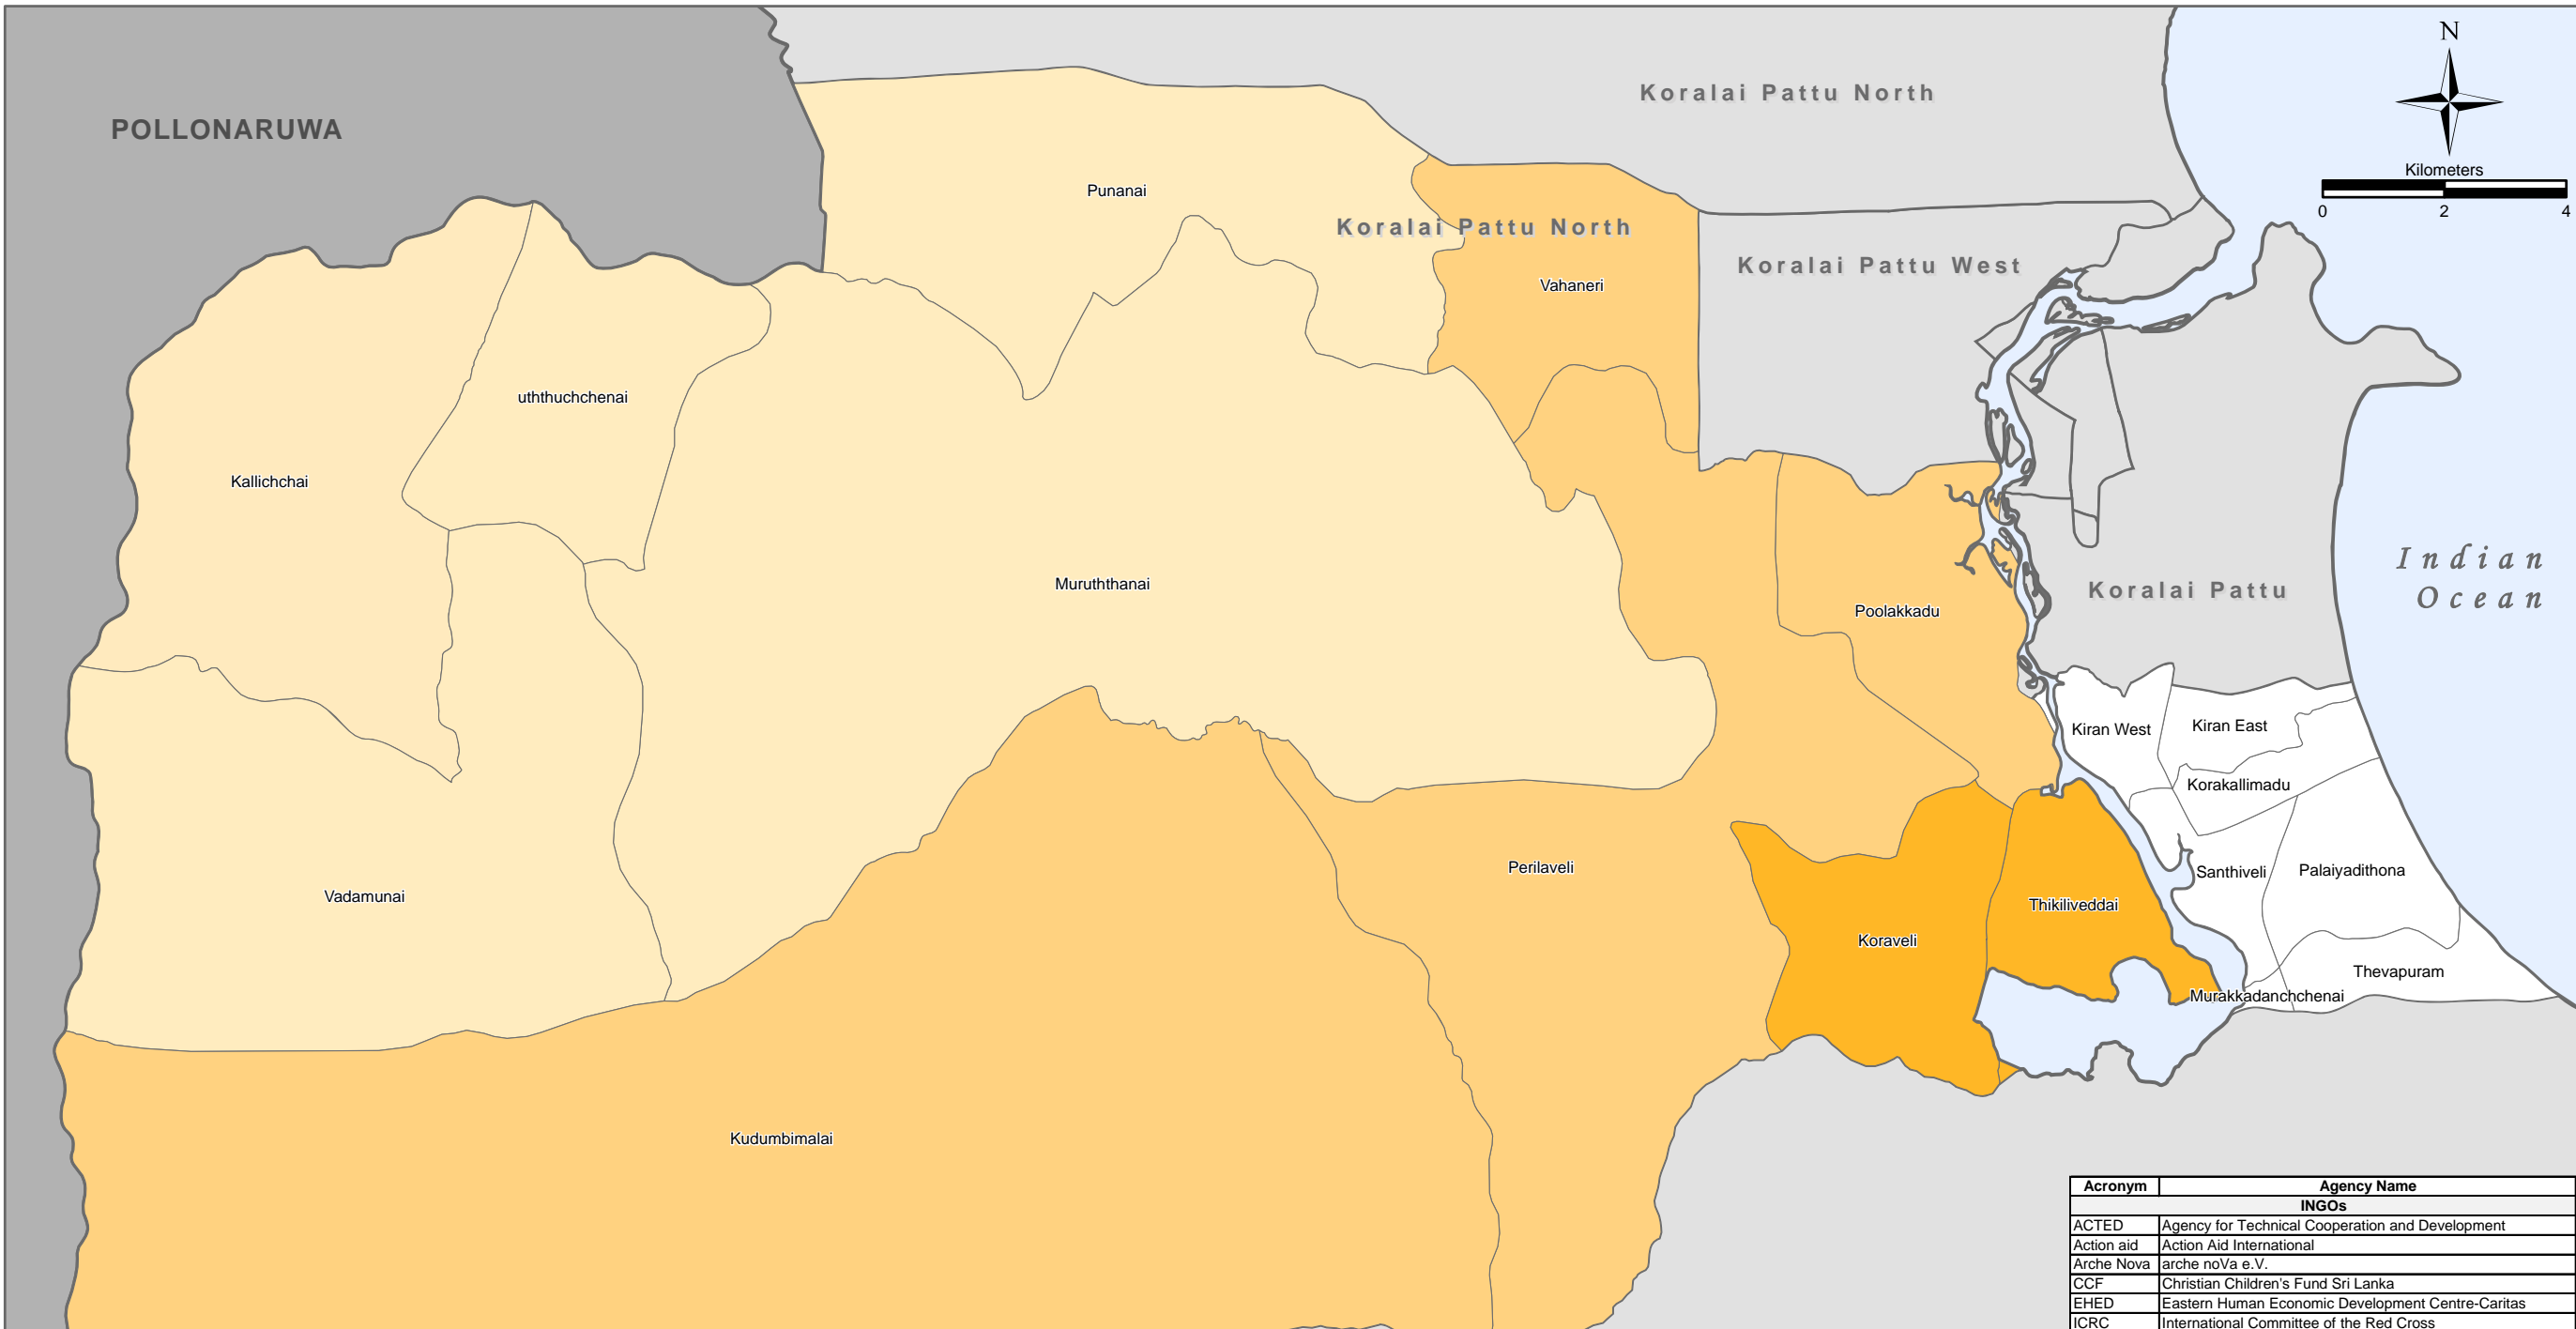 N
Koralai Pattu North
POLLONARUWA
Kilometers
0 2 4
Punanai
Koralai Pattu North
Koralai Pattu West
Vahaneri
uththuchchenai
Kallichchai
Indian
Ocean
Muruththanai
Koralai Pattu
Poolakkadu
Kiran West
Kiran East
Korakallimadu
Perilaveli
Santhiveli
Palaiyadithona
Vadamunai
Thikiliveddai
Koraveli
Thevapuram
Murakkadanchchenai
Kudumbimalai
Acronym Agency Name
INGOs
ACTED Agency for Technical Cooperation and Development
Action aid Action Aid International
Arche Nova arche noVa e.V.
CCF Christian Children's Fund Sri Lanka
EHED Eastern Human Economic Development Centre-Caritas
ICRC International Committee of the Red Cross